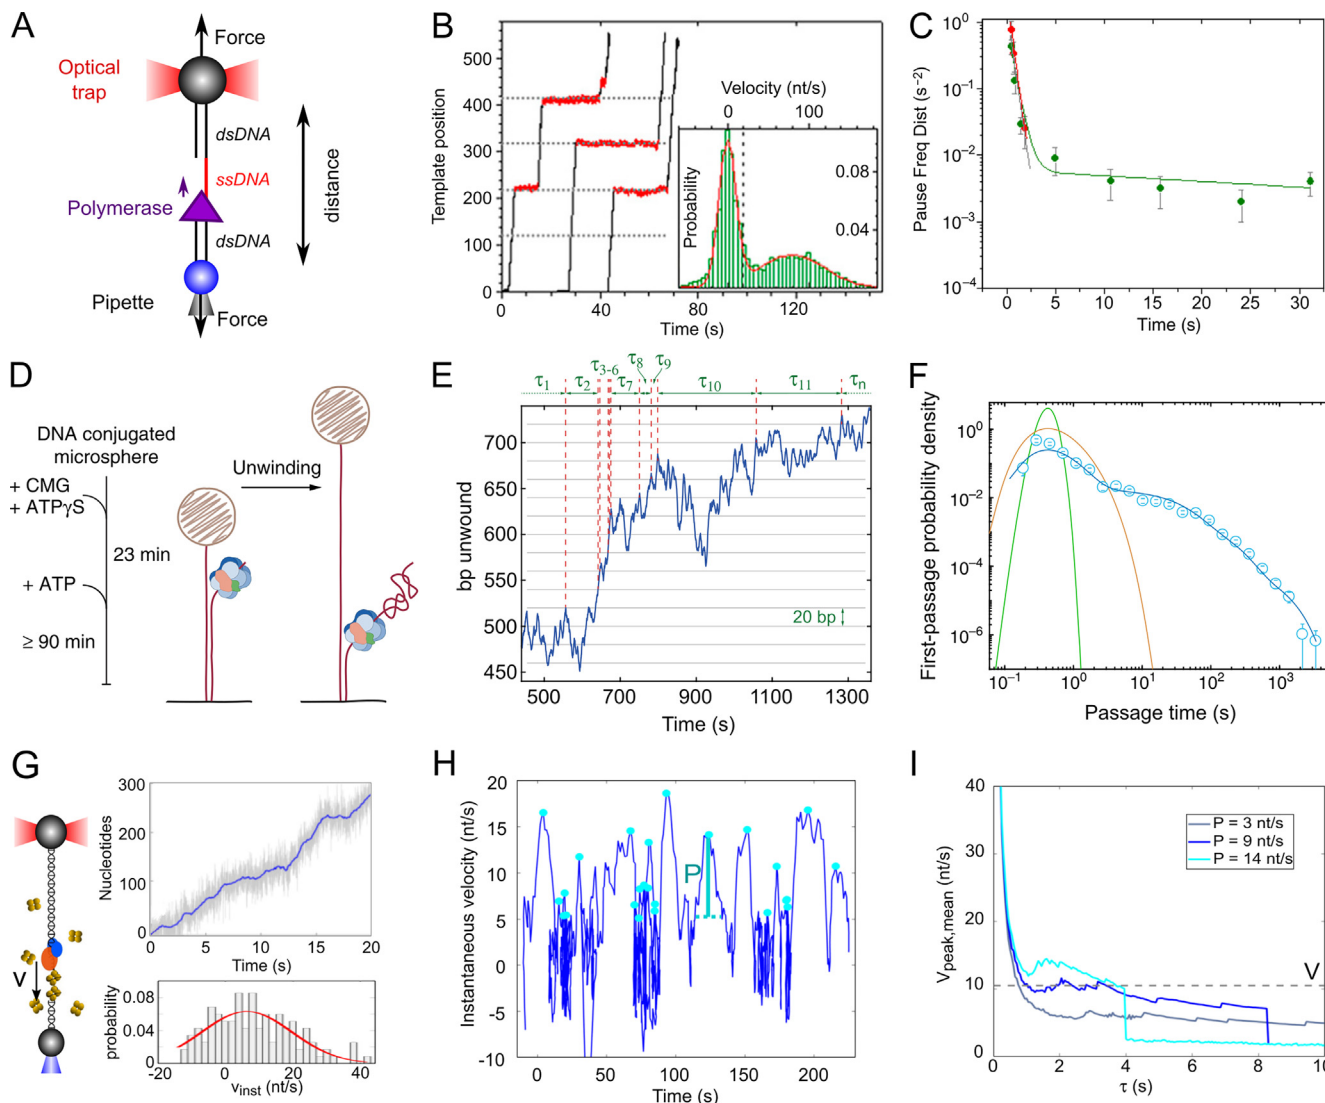 A
Force
Optical
trap
dsDNA
ssDNA
Polymerase
dsDNA
distance
Pipette
Force
B
Template position
500
400
300
200
100
0
0
40
80
120
Time (s)
Velocity (nt/s)
0
100
Probability
0.08
0.04
C
Pause Freq Dist (s⁻²)
10⁰
10⁻¹
10⁻²
10⁻³
10⁻⁴
0
5
10
15
20
25
30
Time (s)
D
DNA conjugated
microsphere
+ CMG
+ ATPγS
23 min
+ ATP
≥ 90 min
Unwinding
E
τ₁
τ₂
τ₃₋₆
τ₇
τ₈
τ₉
τ₁₀
τ₁₁
τₙ
bp unwound
700
650
600
550
500
450
20 bp
500
700
900
1100
1300
Time (s)
F
First-passage probability density
10⁰
10⁻²
10⁻⁴
10⁻⁶
10⁻¹
10⁰
10¹
10²
10³
Passage time (s)
G
V
Nucleotides
300
200
100
0
0
5
10
15
20
Time (s)
probability
0.08
0.04
0
-20
0
20
40
vinst (nt/s)
H
Instantaneous velocity (nt/s)
20
15
10
5
0
-5
-10
P
0
50
100
150
200
Time (s)
I
Vpeak,mean (nt/s)
40
30
20
10
0
P = 3 nt/s
P = 9 nt/s
P = 14 nt/s
V
0
2
4
6
8
10
τ (s)